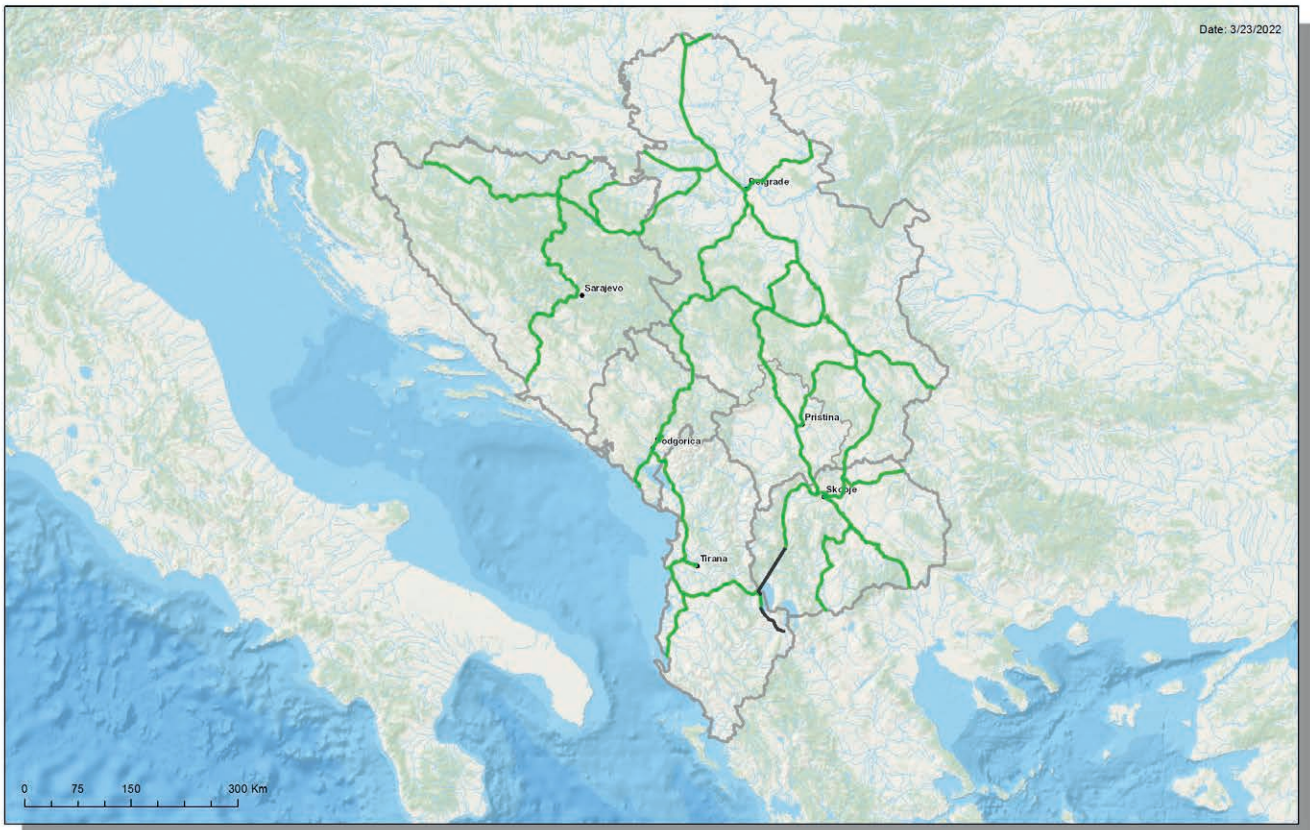 Date: 3/23/2022
Belgrade
Sarajevo
Pristina
Podgorica
Skopje
Tirana
0 75 150 300 Km